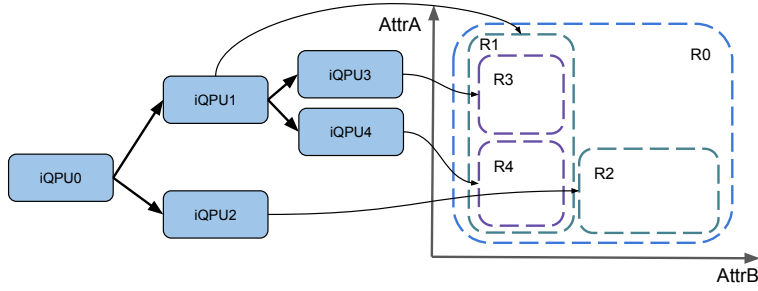 AttrA
R1
R0
iQPU3
R3
iQPU1
iQPU4
R4
R2
iQPU0
iQPU2
AttrB